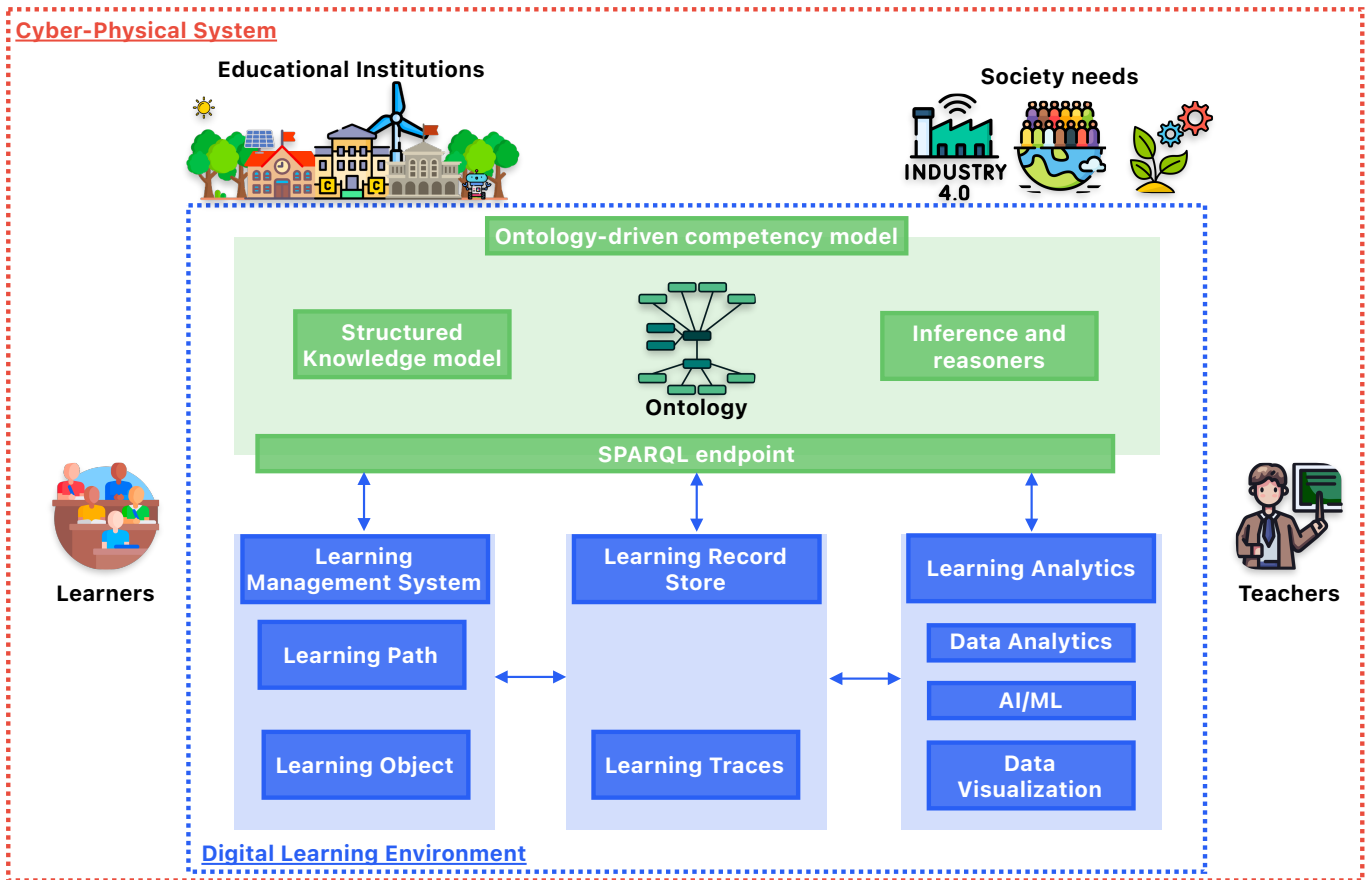 Cyber-Physical System
Educational Institutions
Society needs
C
C
INDUSTRY
4.0
Ontology-driven competency model
Structured
Knowledge model
Ontology
Inference and
reasoners
SPARQL endpoint
Learners
Teachers
Learning
Management System
Learning Path
Learning Object
Learning Record
Store
Learning Traces
Learning Analytics
Data Analytics
AI/ML
Data
Visualization
Digital Learning Environment